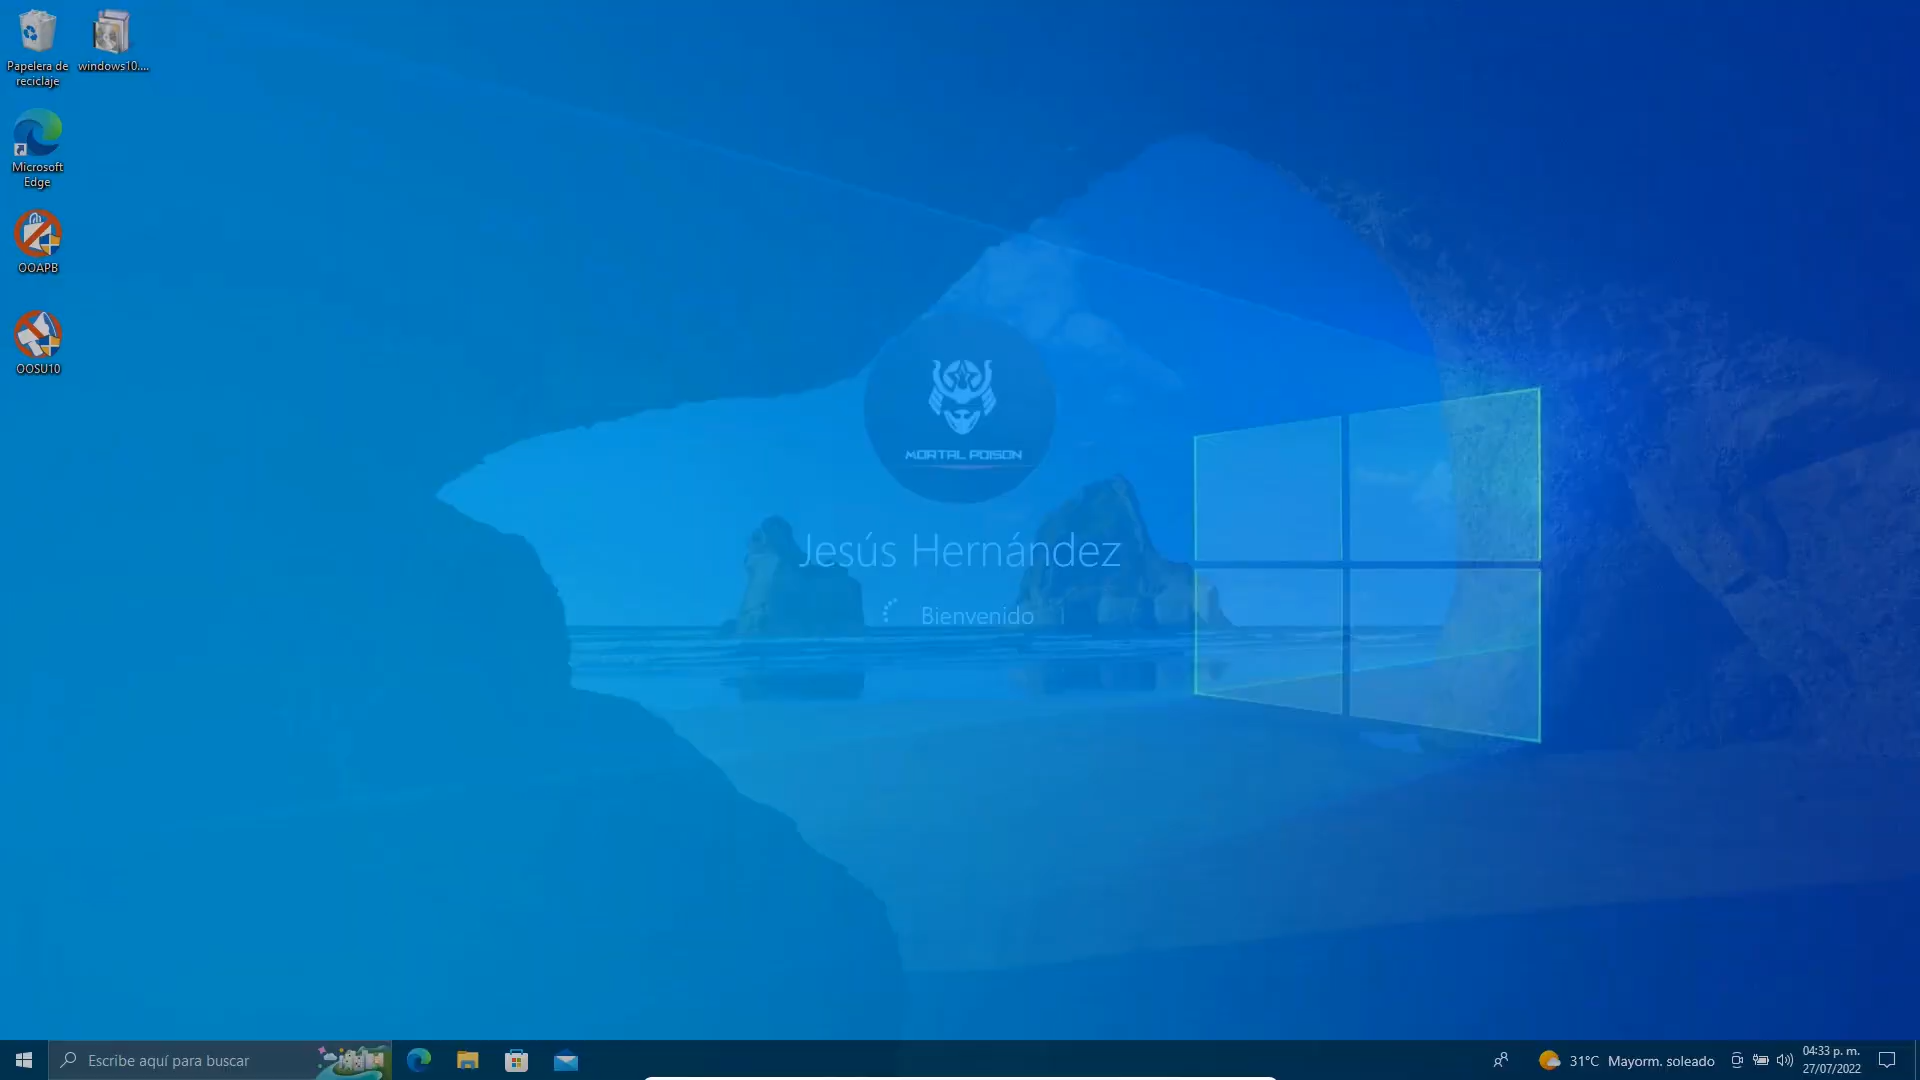 Papelera de
reciclaje
windows10....
Microsoft
Edge
OOAPB
OOSU10
MORTAL POISON
Jesús Hernández
Bienvenido
Escribe aquí para buscar
31°C Mayorm. soleado
04:33 p. m.
27/07/2022